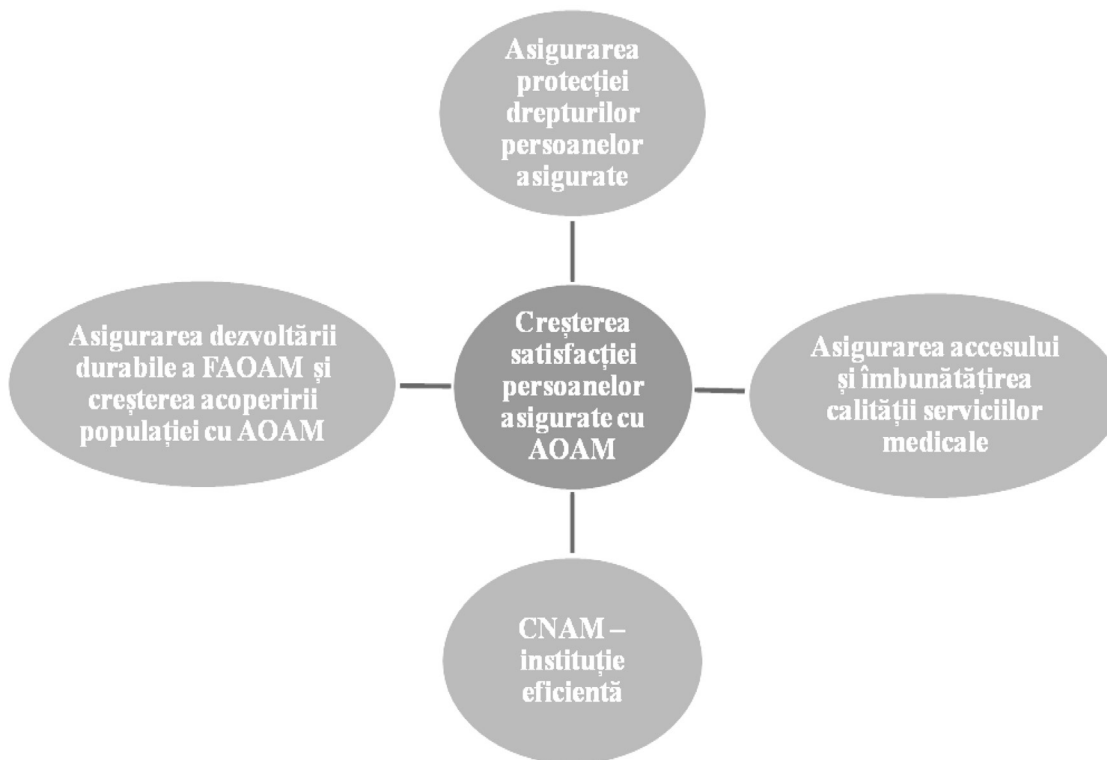 Asigurarea
protecției
drepturilor
persoanelor
asigurate
Asigurarea dezvoltării
durabile a FAOAM și
creșterea acoperirii
populației cu AOAM
Creșterea
satisfacției
persoanelor
asigurate cu
AOAM
Asigurarea accesului
și îmbunătățirea
calității serviciilor
medicale
CNAM –
instituție
eficientă